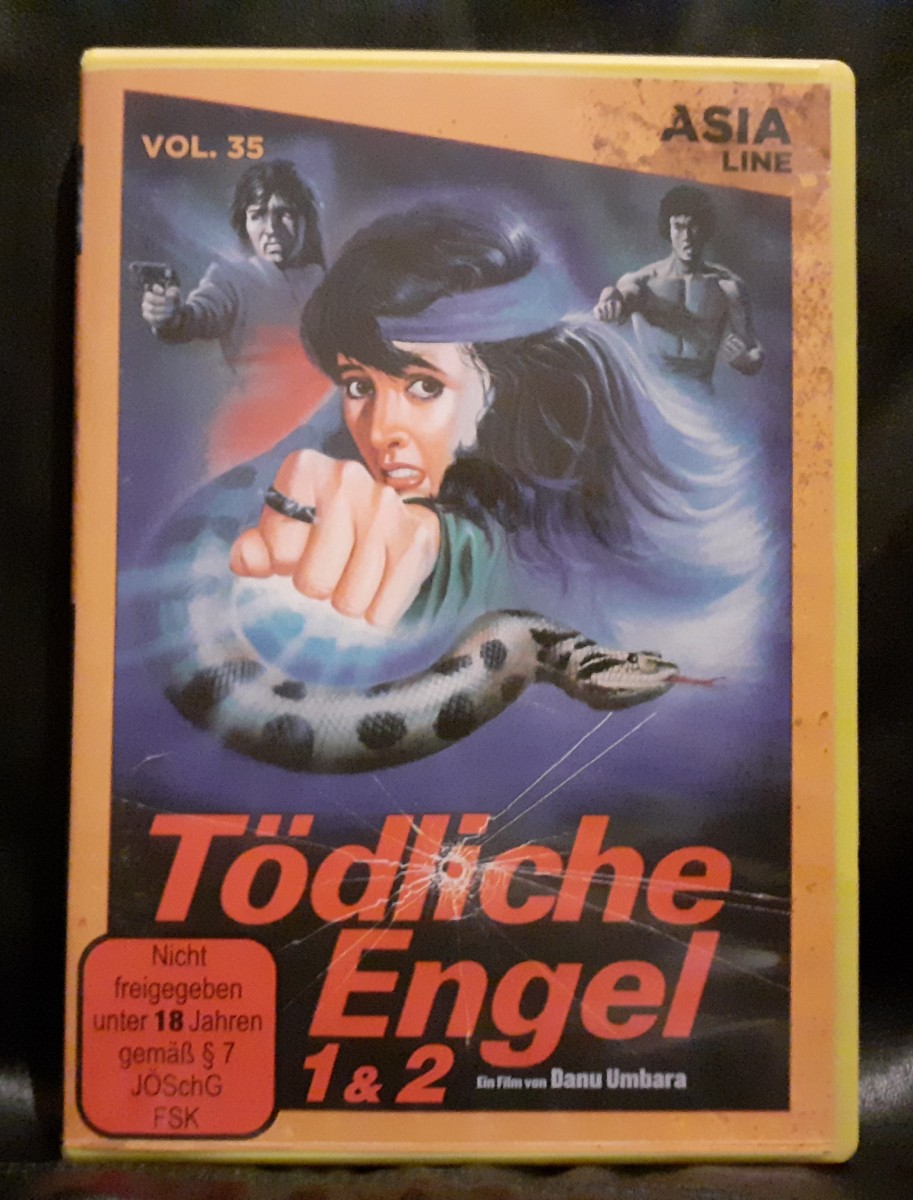 VOL. 35
ASIA
LINE
Tödliche
Engel
1 & 2
Ein Film von Danu Umbara
Nicht
freigegeben
unter 18 Jahren
gemäß § 7
JÖSchG
FSK